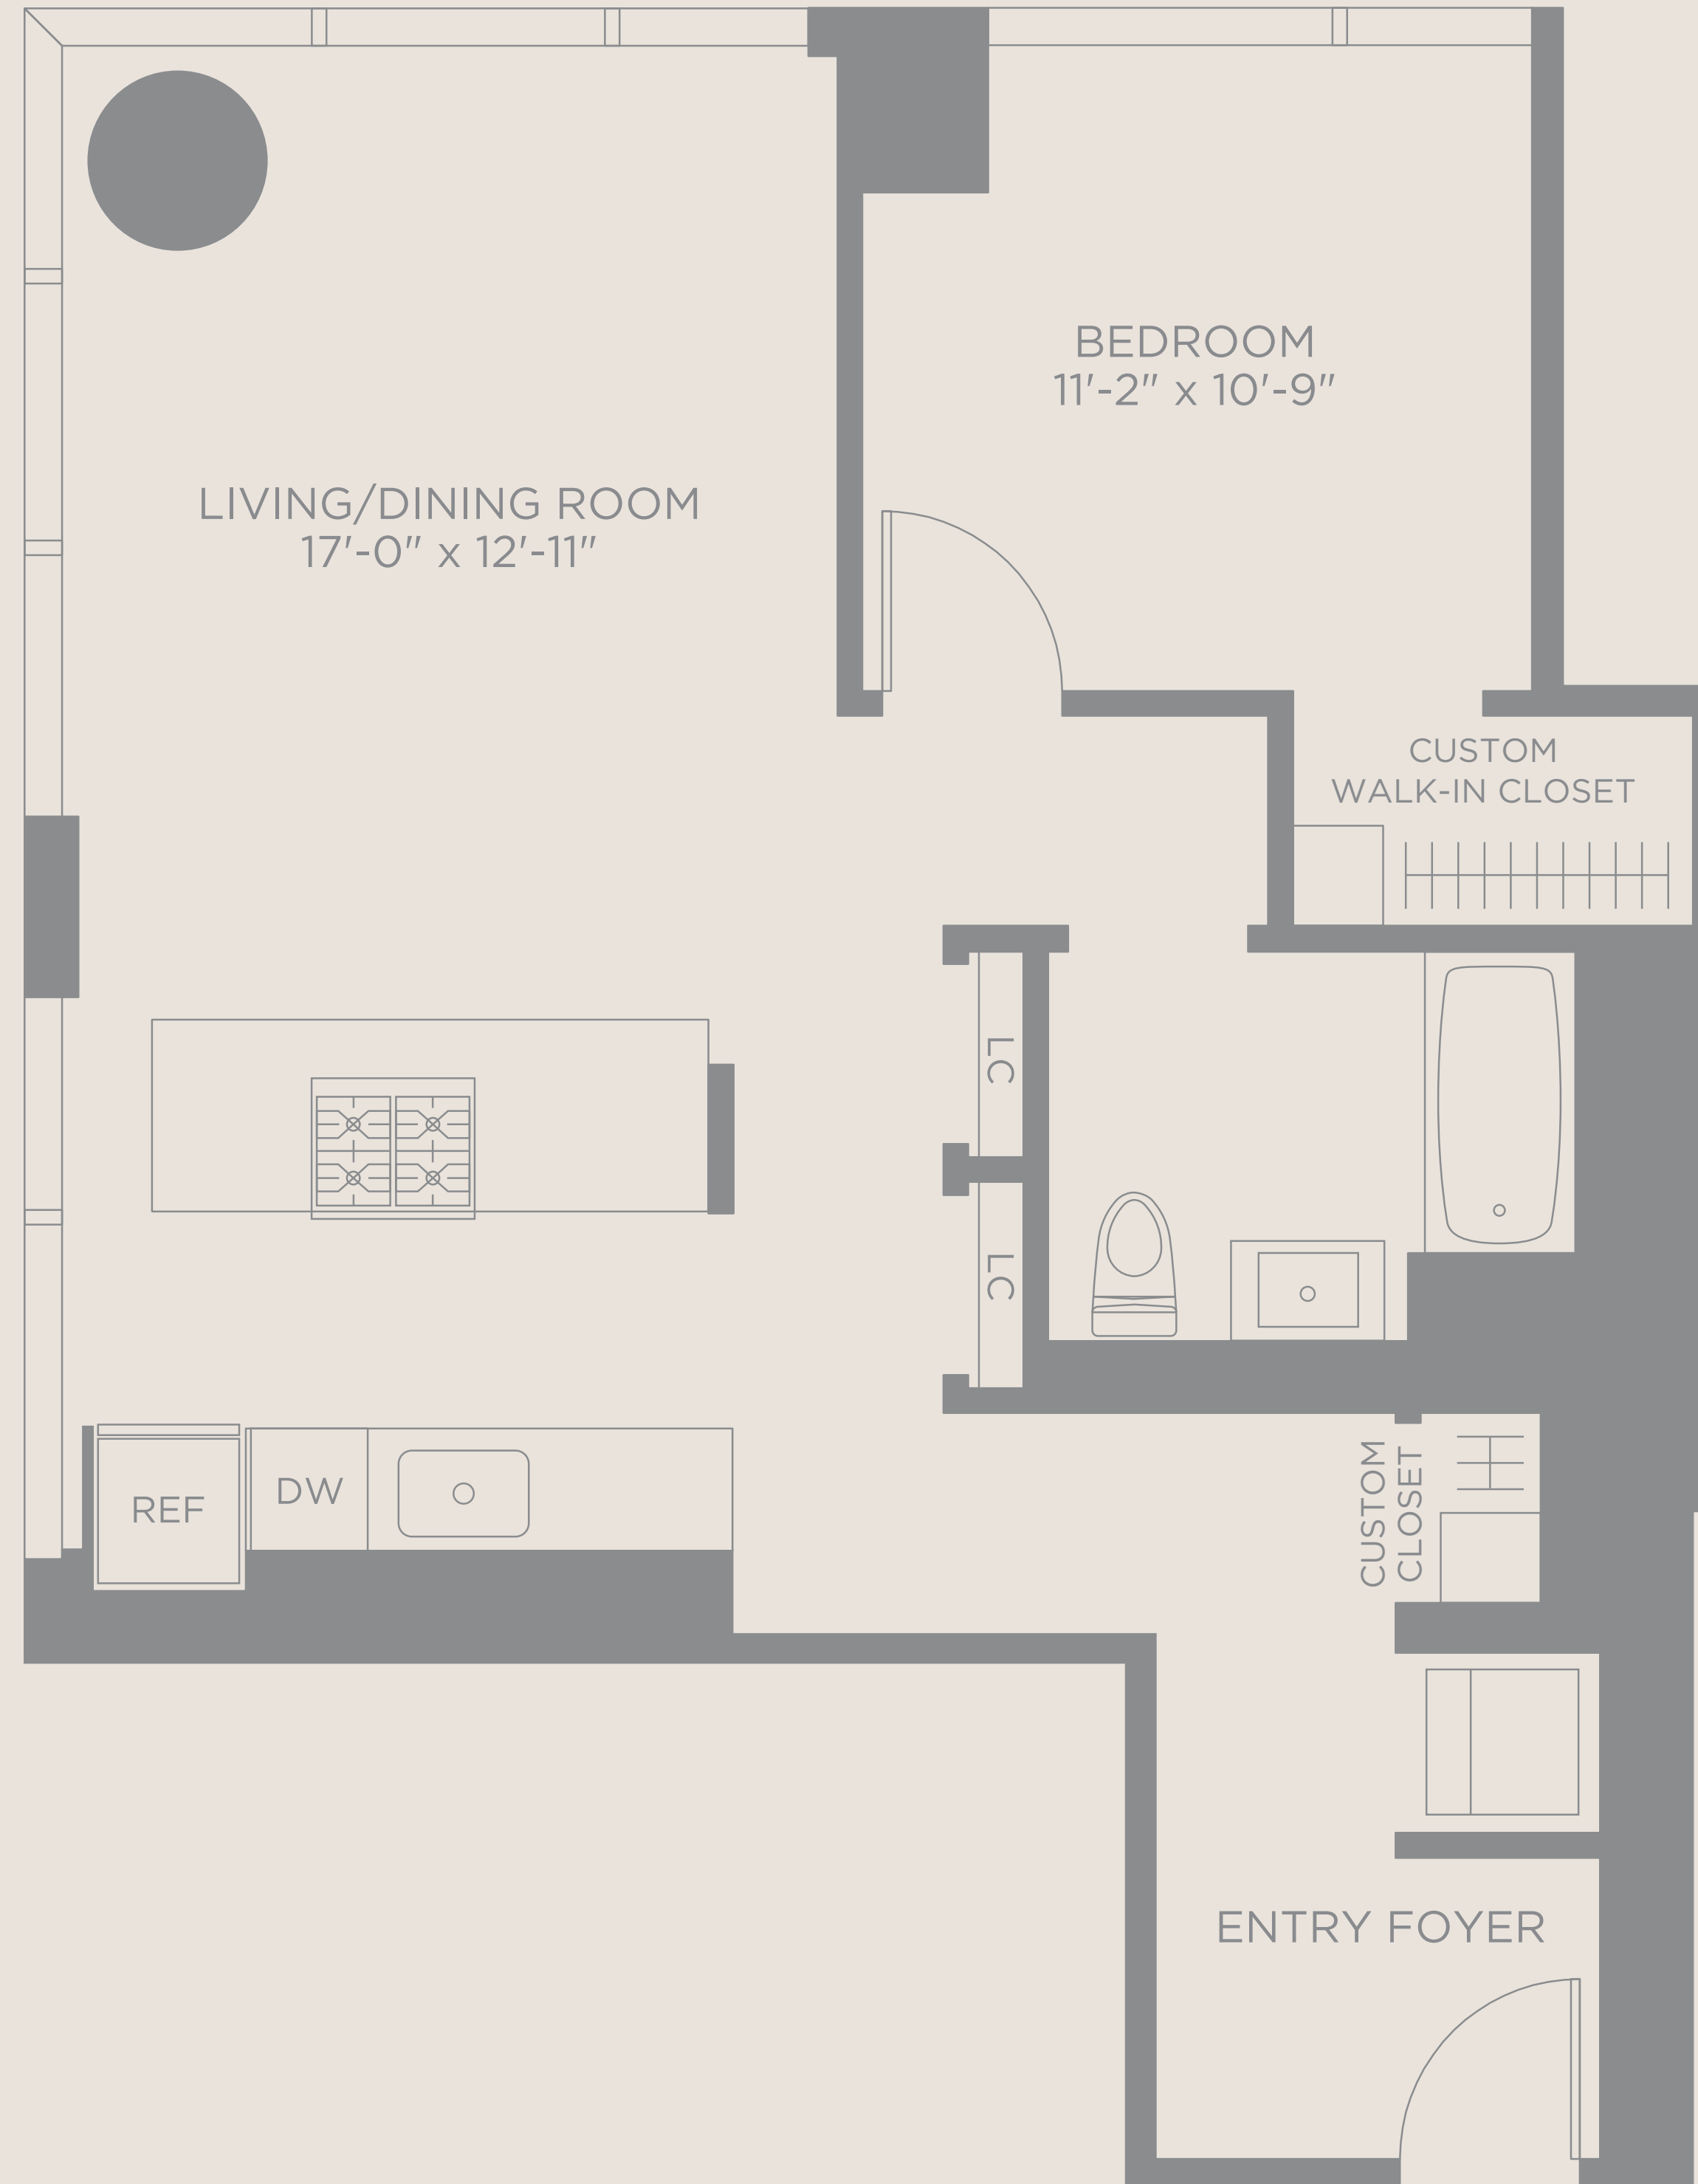 BEDROOM
11'-2" x 10'-9"
LIVING/DINING ROOM
17'-0" x 12'-11"
CUSTOM
WALK-IN CLOSET
LC
LC
REF
DW
CUSTOM
CLOSET
ENTRY FOYER